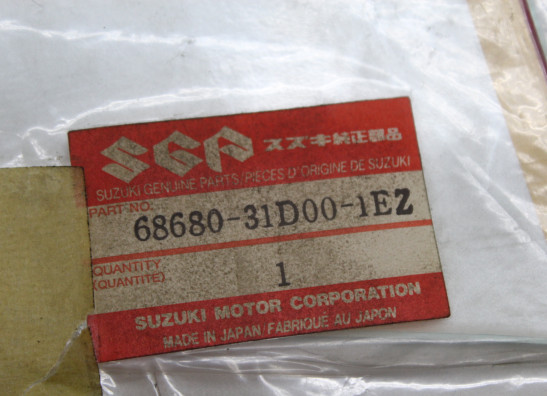 SGP スズキ純正部品
SUZUKI GENUINE PARTS/PIECES D'ORIGINE DE SUZUKI
PART NO.
68680-31D00-1EZ
QUANTITY
(QUANTITE)
1
SUZUKI MOTOR CORPORATION
MADE IN JAPAN/FABRIQUÉ AU JAPON